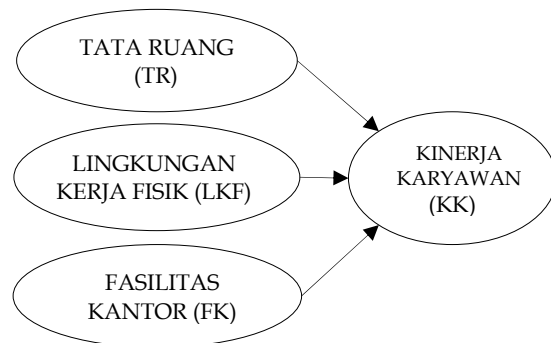 TATA RUANG
(TR)
LINGKUNGAN
KERJA FISIK (LKF)
FASILITAS
KANTOR (FK)
KINERJA
KARYAWAN
(KK)